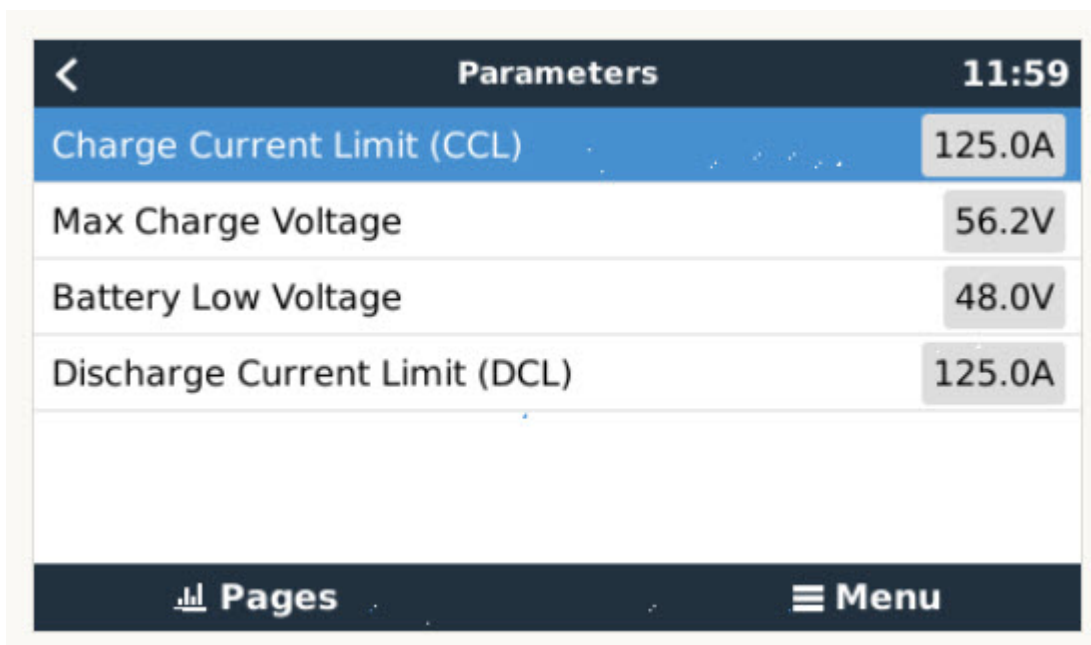 Parameters 11:59
Charge Current Limit (CCL) 125.0A
Max Charge Voltage 56.2V
Battery Low Voltage 48.0V
Discharge Current Limit (DCL) 125.0A
Pages Menu